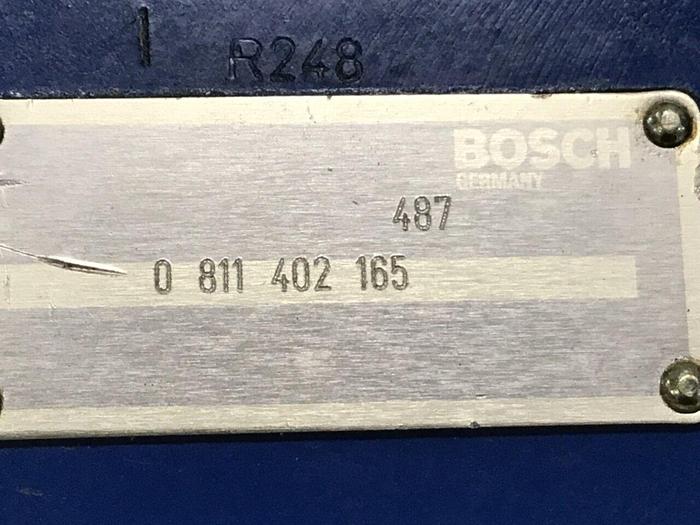 1 R248
BOSCH
GERMANY
487
0 811 402 165